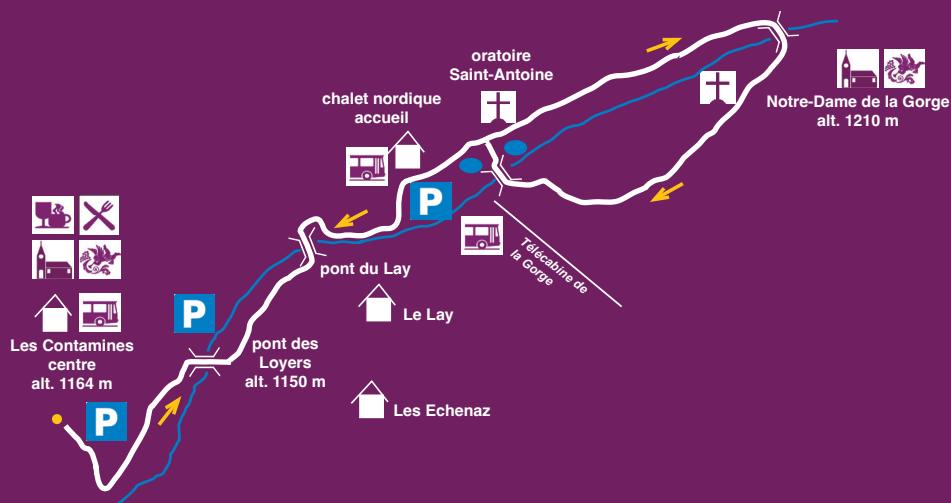 oratoire
Saint-Antoine
chalet nordique
accueil
Notre-Dame de la Gorge
alt. 1210 m
P
Télécabine de
la Gorge
pont du Lay
Le Lay
P
Les Contamines
centre
alt. 1164 m
pont des
Loyers
alt. 1150 m
Les Echenaz
P